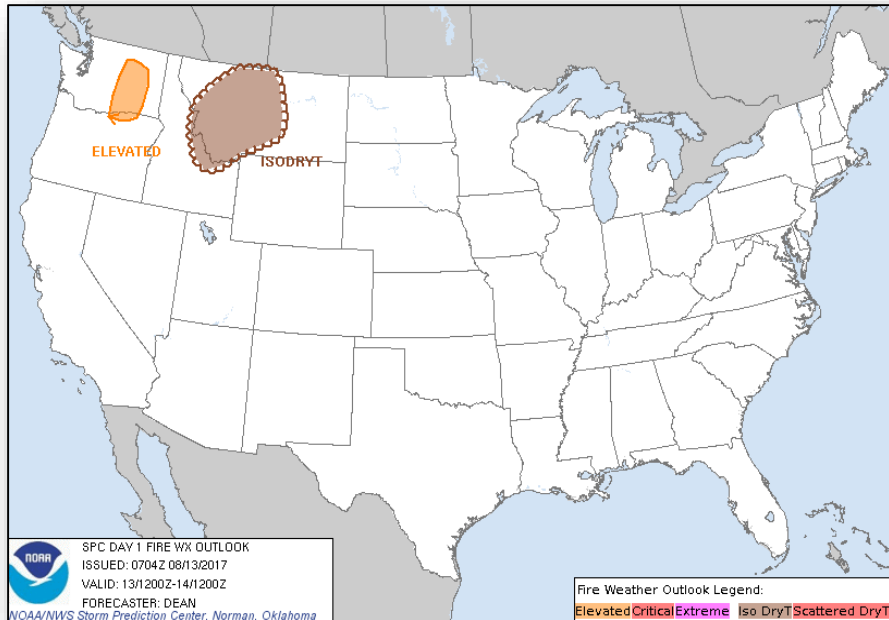 ELEVATED
ISODRYT
NOAA
SPC DAY 1 FIRE WX OUTLOOK
ISSUED: 0704Z 08/13/2017
VALID: 13/1200Z-14/1200Z
FORECASTER: DEAN
NOAA/NWS Storm Prediction Center, Norman, Oklahoma
Fire Weather Outlook Legend:
Elevated Critical Extreme Iso DryT Scattered DryT